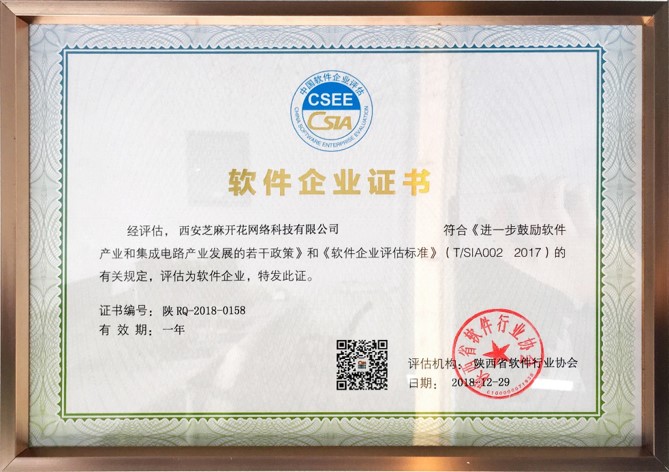 中国软件企业评估
CSEE
CSIA
CHINA SOFTWARE ENTERPRISE EVALUATION
软件企业证书
经评估，西安芝麻开花网络科技有限公司 符合《进一步鼓励软件
产业和集成电路产业发展的若干政策》和《软件企业评估标准》（T/SIA002 2017）的
有关规定，评估为软件企业，特发此证。
证书编号：陕 RQ-2018-0158
有 效 期：一年
评估机构：陕西省软件行业协会
日期：2018-12-29
陕西省软件行业协会